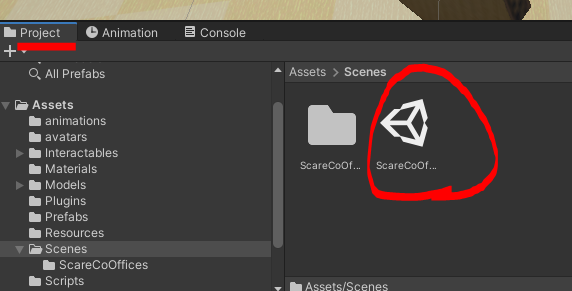 Project Animation Console
All Prefabs
Assets > Scenes
Assets
animations
avatars
Interactables
Materials
Models
Plugins
Prefabs
Resources
Scenes
ScareCoOffices
Scripts
ScareCoOf... ScareCoOf...
Assets/Scenes